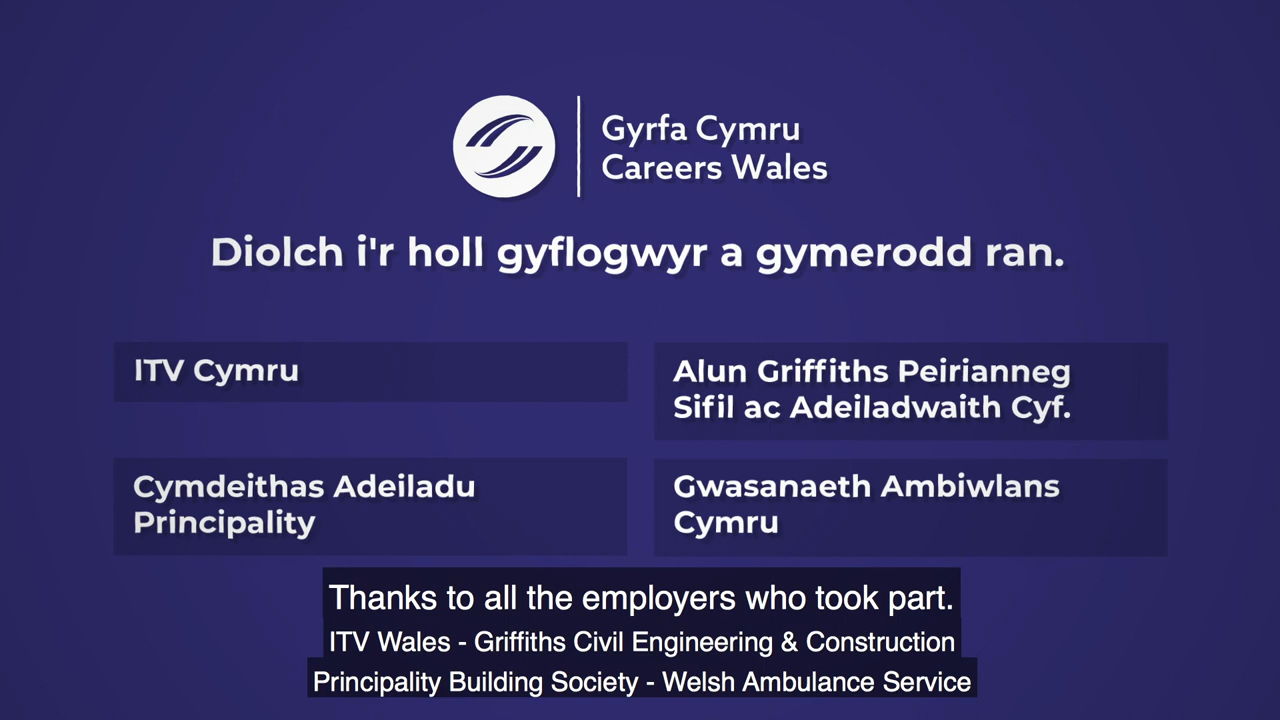 Gyrfa Cymru
Careers Wales
Diolch i'r holl gyflogwyr a gymerodd ran.
ITV Cymru
Alun Griffiths Peirianneg
Sifil ac Adeiladwaith Cyf.
Cymdeithas Adeiladu
Principality
Gwasanaeth Ambiwlans
Cymru
Thanks to all the employers who took part.
ITV Wales - Griffiths Civil Engineering & Construction
Principality Building Society - Welsh Ambulance Service